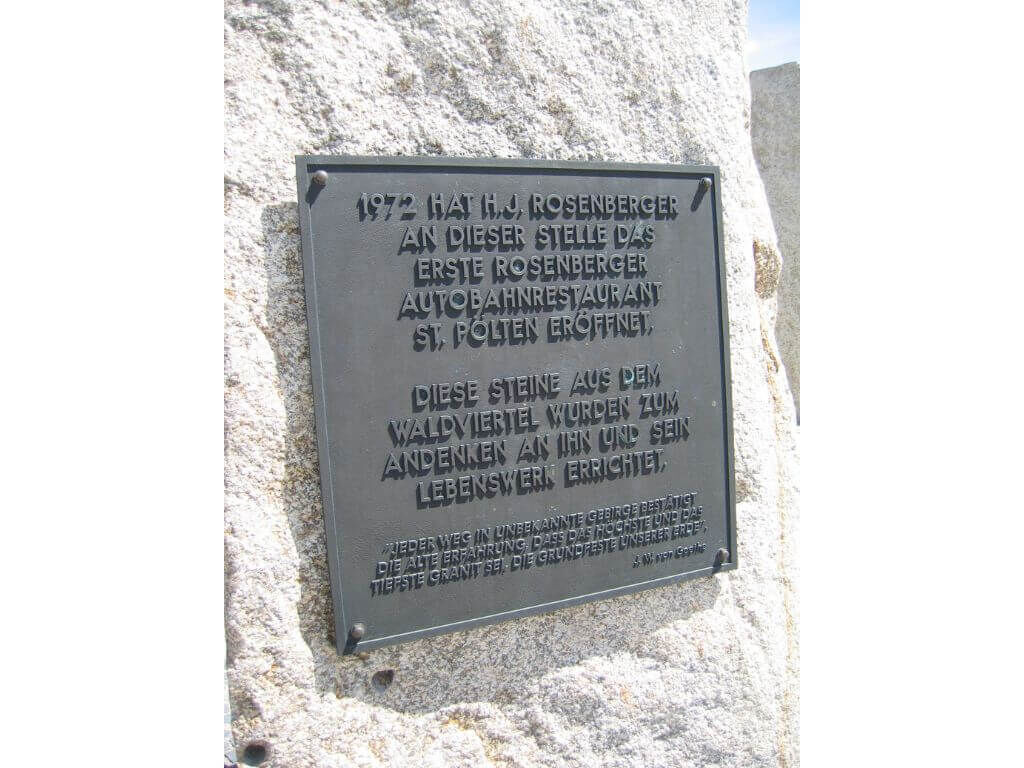 1972 HAT H.J. ROSENBERGER
AN DIESER STELLE DAS
ERSTE ROSENBERGER
AUTOBAHNRESTAURANT
ST. PÖLTEN ERÖFFNET.
DIESE STEINE AUS DEM
WALDVIERTEL WURDEN ZUM
ANDENKEN AN IHN UND SEIN
LEBENSWERK ERRICHTET.
"JEDER WEG IN UNBEKANNTE GEBIRGE BESTÄTIGT
DIE ALTE ERFAHRUNG, DASS DAS HÖCHSTE UND DAS
TIEFSTE GRANIT SEI, DIE GRUNDFESTE UNSERER ERDE".
J. W. von Goethe